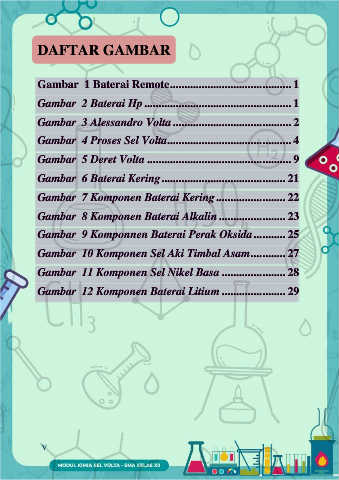 DAFTAR GAMBAR
Gambar 1 Baterai Remote.......................................... 1
Gambar 2 Baterai Hp .................................................. 1
Gambar 3 Alessandro Volta ........................................ 2
Gambar 4 Proses Sel Volta.......................................... 4
Gambar 5 Deret Volta ................................................. 9
Gambar 6 Baterai Kering .......................................... 21
Gambar 7 Komponen Baterai Kering ....................... 22
Gambar 8 Komponen Baterai Alkalin ...................... 23
Gambar 9 Komponnen Baterai Perak Oksida ........... 25
Gambar 10 Komponen Sel Aki Timbal Asam............ 27
Gambar 11 Komponen Sel Nikel Basa ...................... 28
Gambar 12 Komponen Baterai Litium ...................... 29
H2
CH3
v
MODUL KIMIA SEL VOLTA - SMA KELAS XII